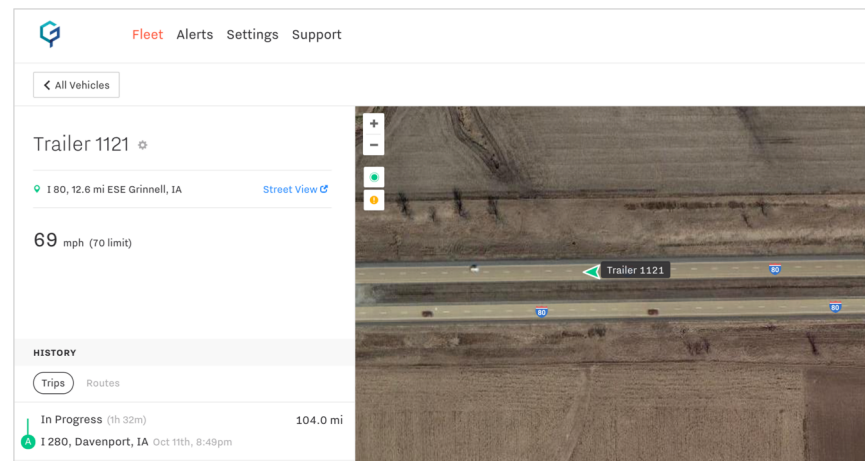 Fleet Alerts Settings Support
All Vehicles
Trailer 1121
I 80, 12.6 mi ESE Grinnell, IA Street View
69 mph (70 limit)
HISTORY
Trips Routes
In Progress (1h 32m) 104.0 mi
A I 280, Davenport, IA Oct 11th, 8:49pm
+
−
Trailer 1121
80
80
60